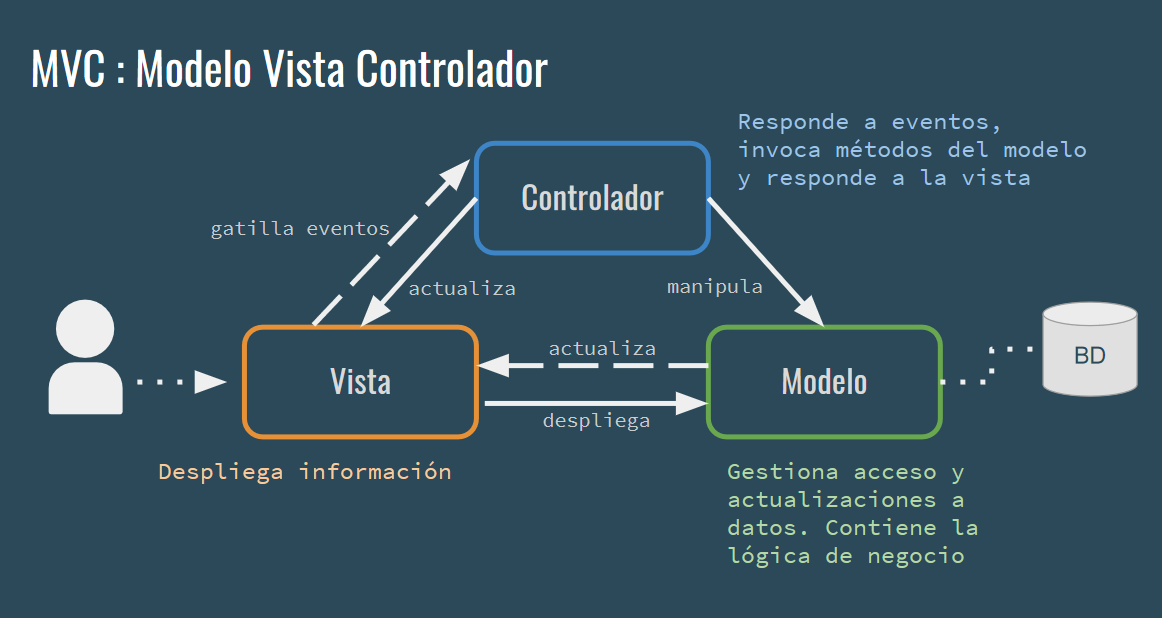 MVC : Modelo Vista Controlador
Responde a eventos,
invoca métodos del modelo
y responde a la vista
Controlador
gatilla eventos
actualiza
manipula
actualiza
BD
Vista
Modelo
despliega
Despliega información
Gestiona acceso y
actualizaciones a
datos. Contiene la
lógica de negocio